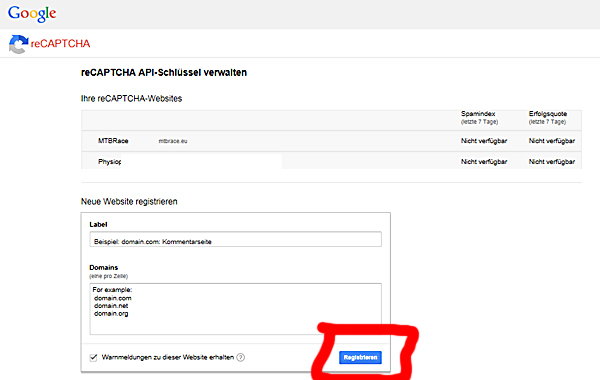 Google
reCAPTCHA
reCAPTCHA API-Schlüssel verwalten
Ihre reCAPTCHA-Websites
Spamindex Erfolgsquote
(letzte 7 Tage) (letzte 7 Tage)
MTBRace mtbrace.eu Nicht verfügbar Nicht verfügbar
Physiop Nicht verfügbar Nicht verfügbar
Neue Website registrieren
Label
Beispiel: domain.com: Kommentarseite
Domains
(eine pro Zeile)
For example:
domain.com
domain.net
domain.org
Warnmeldungen zu dieser Website erhalten ?
Registrieren